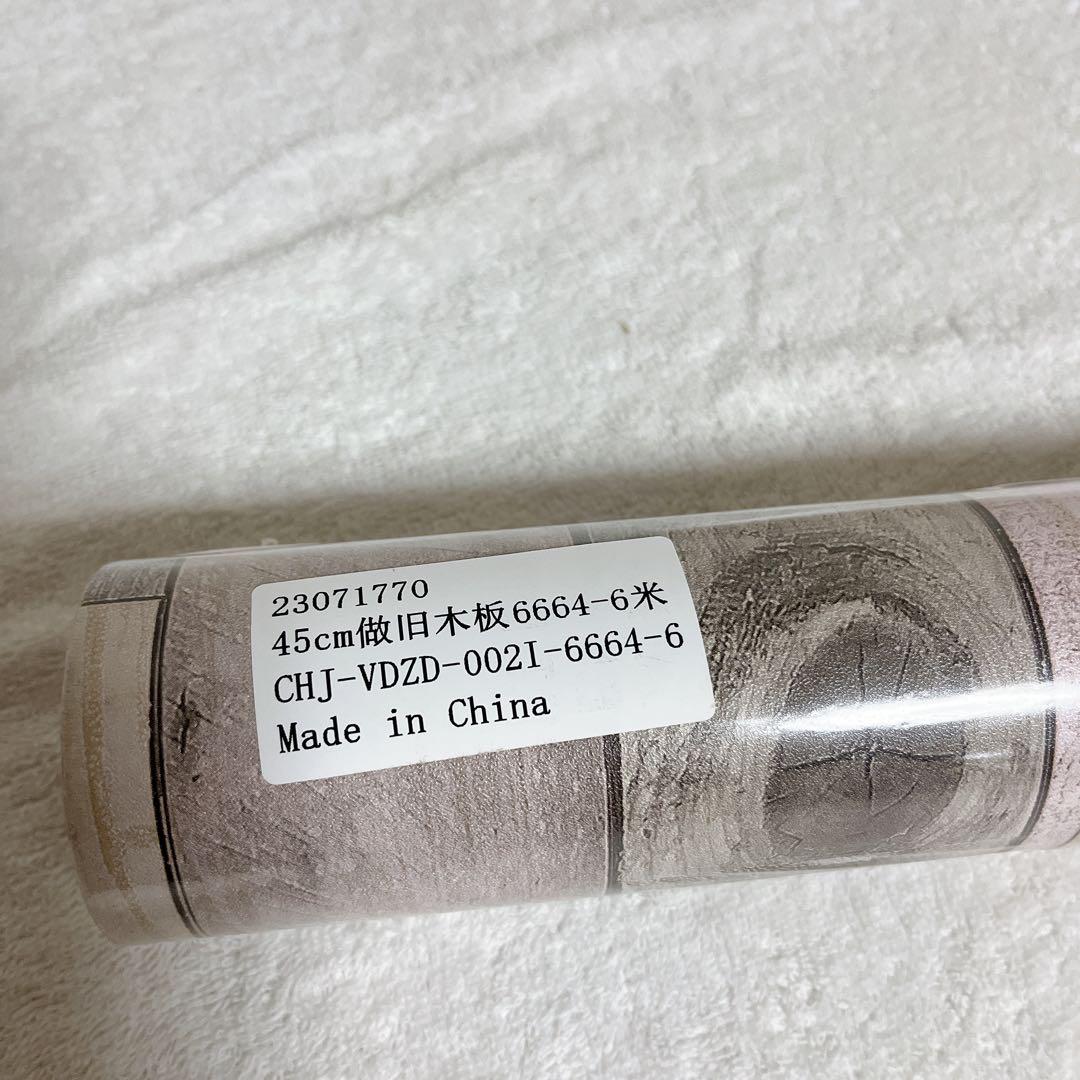 23071770
45cm做旧木板6664-6米
CHJ-VDZD-002I-6664-6
Made in China